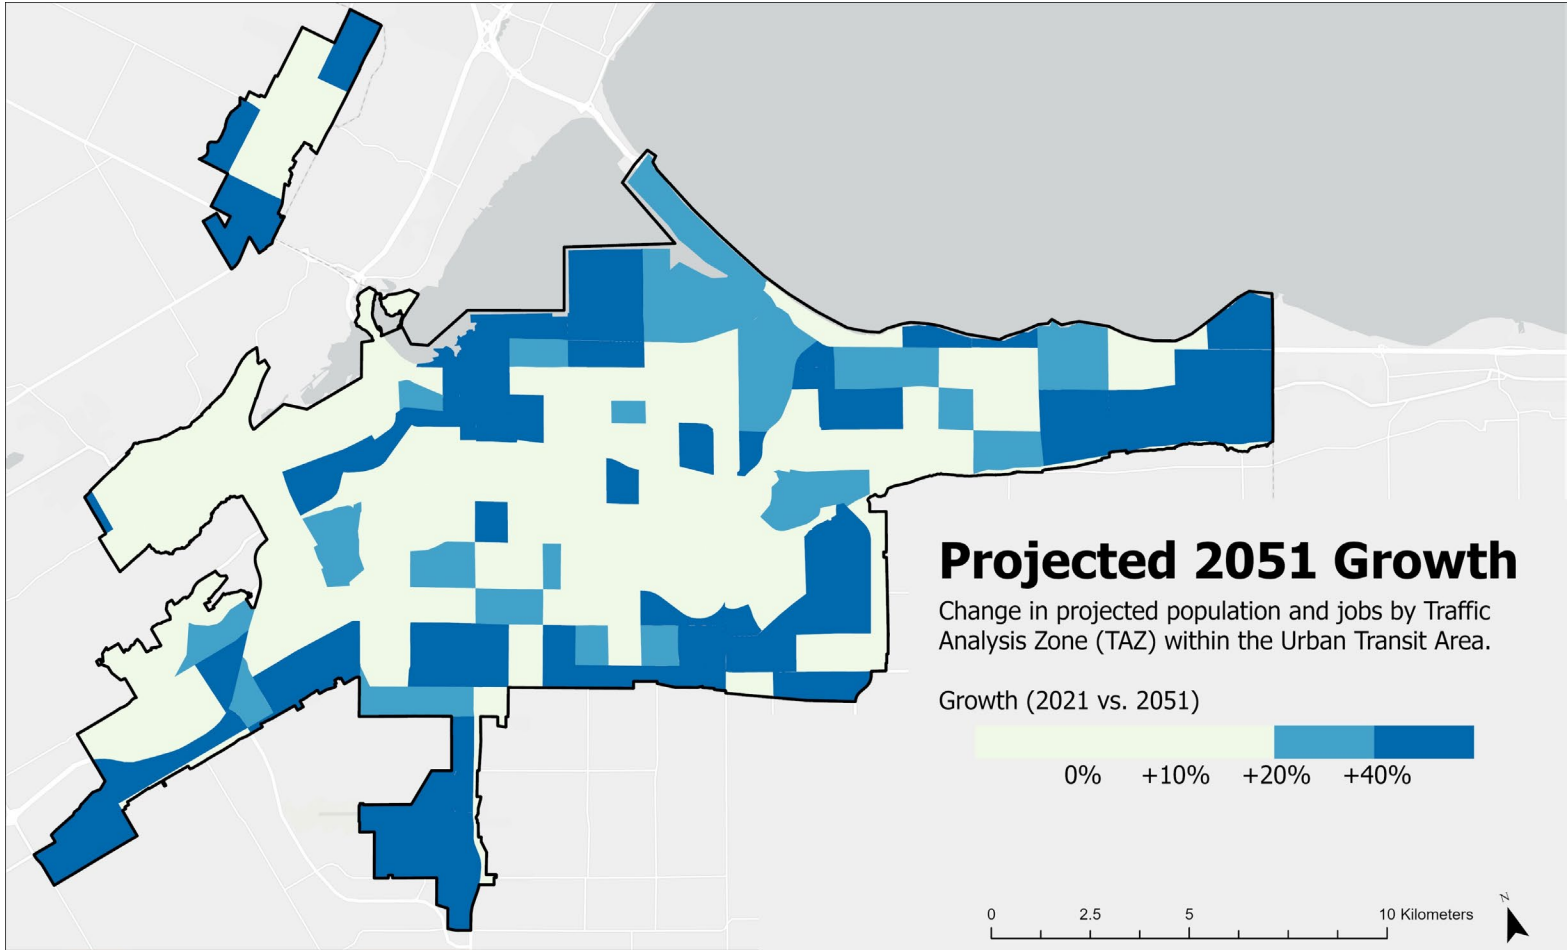 Projected 2051 Growth
Change in projected population and jobs by Traffic
Analysis Zone (TAZ) within the Urban Transit Area.
Growth (2021 vs. 2051)
0% +10% +20% +40%
0 2.5 5 10 Kilometers
N